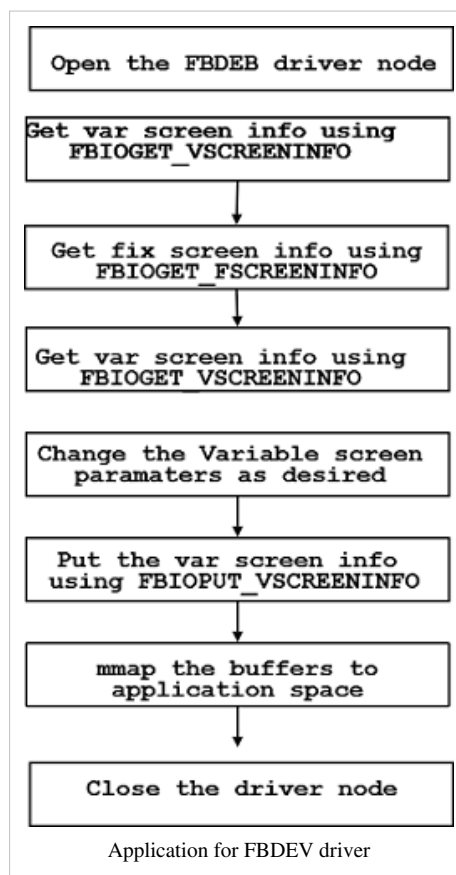 Open the FBDEB driver node
Get var screen info using
FBIOGET_VSCREENINFO
Get fix screen info using
FBIOGET_FSCREENINFO
Get var screen info using
FBIOGET_VSCREENINFO
Change the Variable screen
paramaters as desired
Put the var screen info
using FBIOPUT_VSCREENINFO
mmap the buffers to
application space
Close the driver node
Application for FBDEV driver